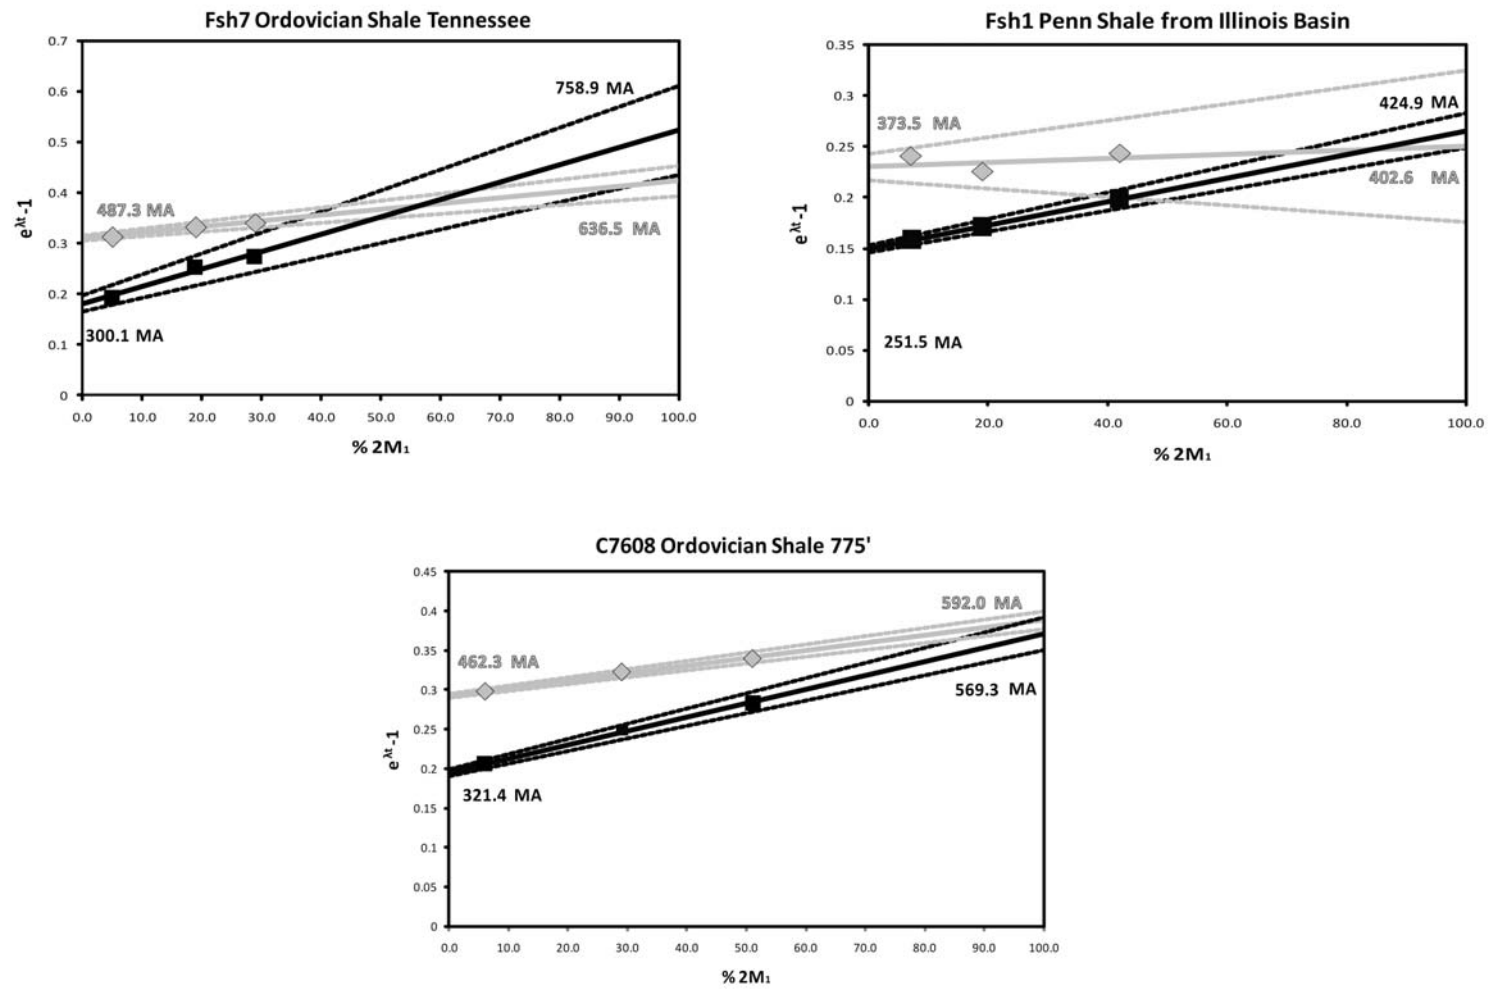 Fsh7 Ordovician Shale Tennessee
0.7
0.6
0.5
0.4
0.3
0.2
0.1
0
e^λt-1
758.9 MA
487.3 MA
636.5 MA
300.1 MA
0.0 10.0 20.0 30.0 40.0 50.0 60.0 70.0 80.0 90.0 100.0
% 2M₁
Fsh1 Penn Shale from Illinois Basin
0.35
0.3
0.25
0.2
0.15
0.1
0.05
0
e^λt-1
373.5 MA
424.9 MA
402.6 MA
251.5 MA
0.0 20.0 40.0 60.0 80.0 100.0
% 2M₁
C7608 Ordovician Shale 775'
0.45
0.4
0.35
0.3
0.25
0.2
0.15
0.1
0.05
0
e^λt-1
592.0 MA
462.3 MA
569.3 MA
321.4 MA
0.0 10.0 20.0 30.0 40.0 50.0 60.0 70.0 80.0 90.0 100.0
% 2M₁